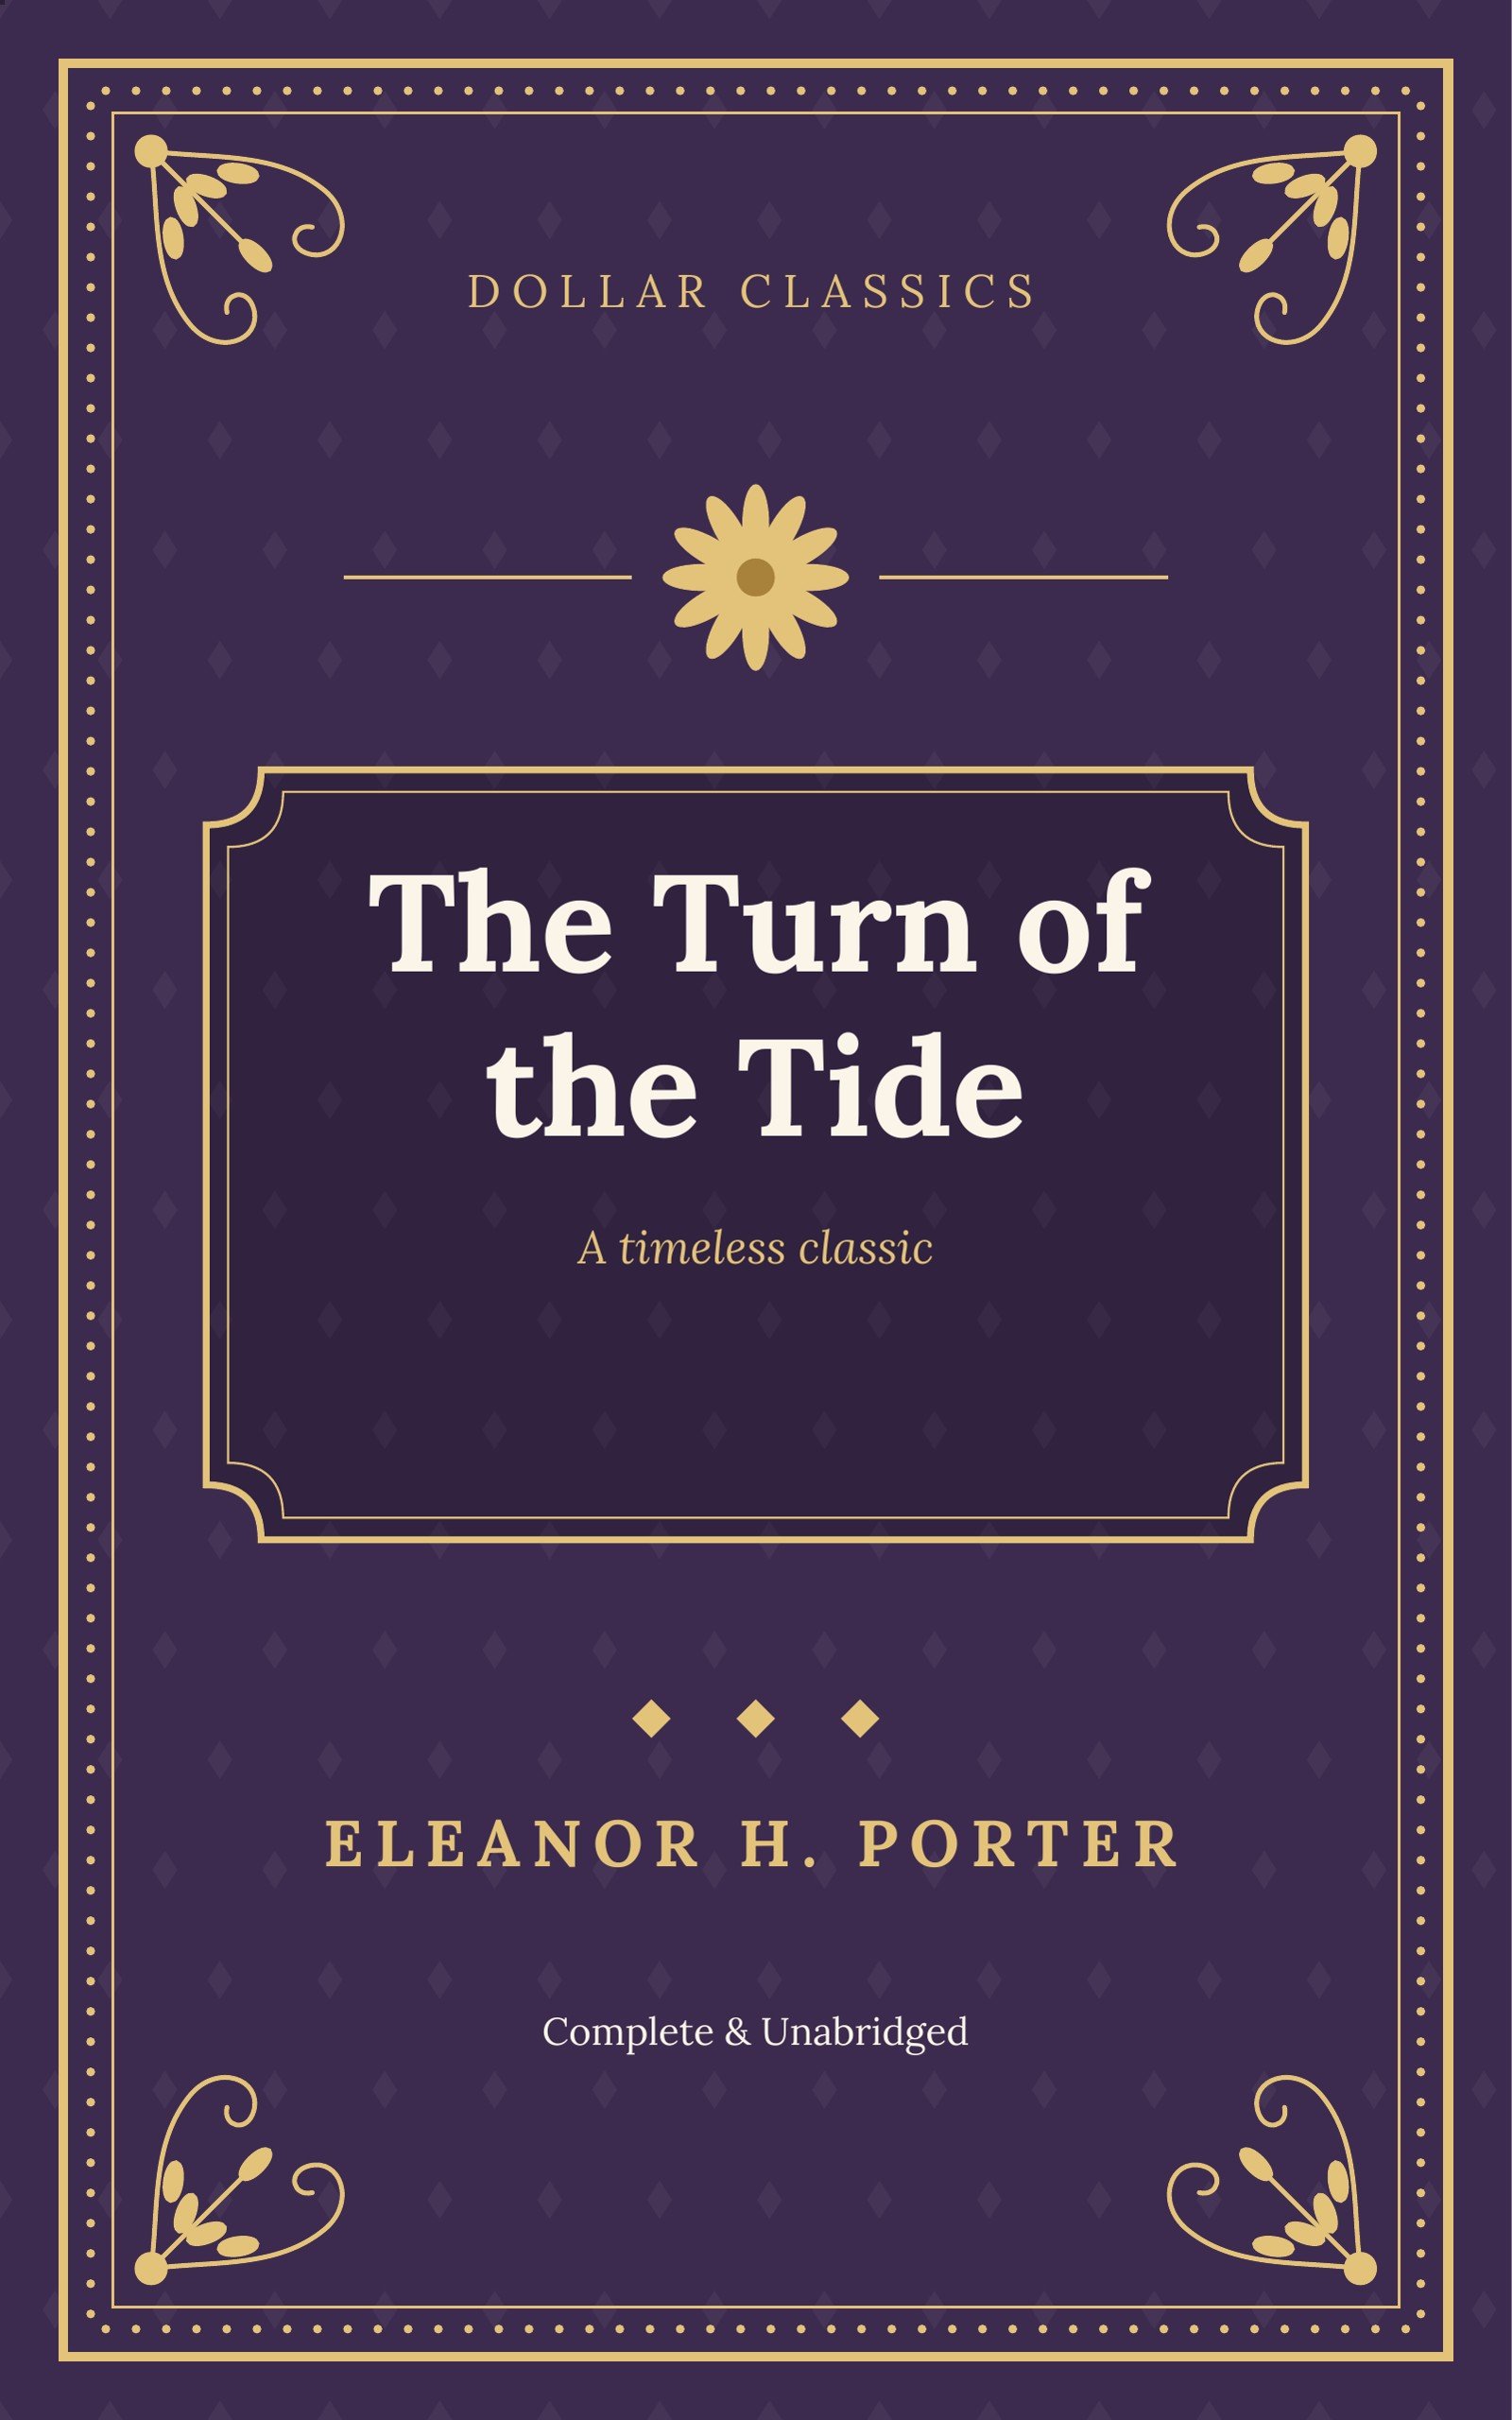 DOLLAR CLASSICS
The Turn of
the Tide
A timeless classic
ELEANOR H. PORTER
Complete & Unabridged